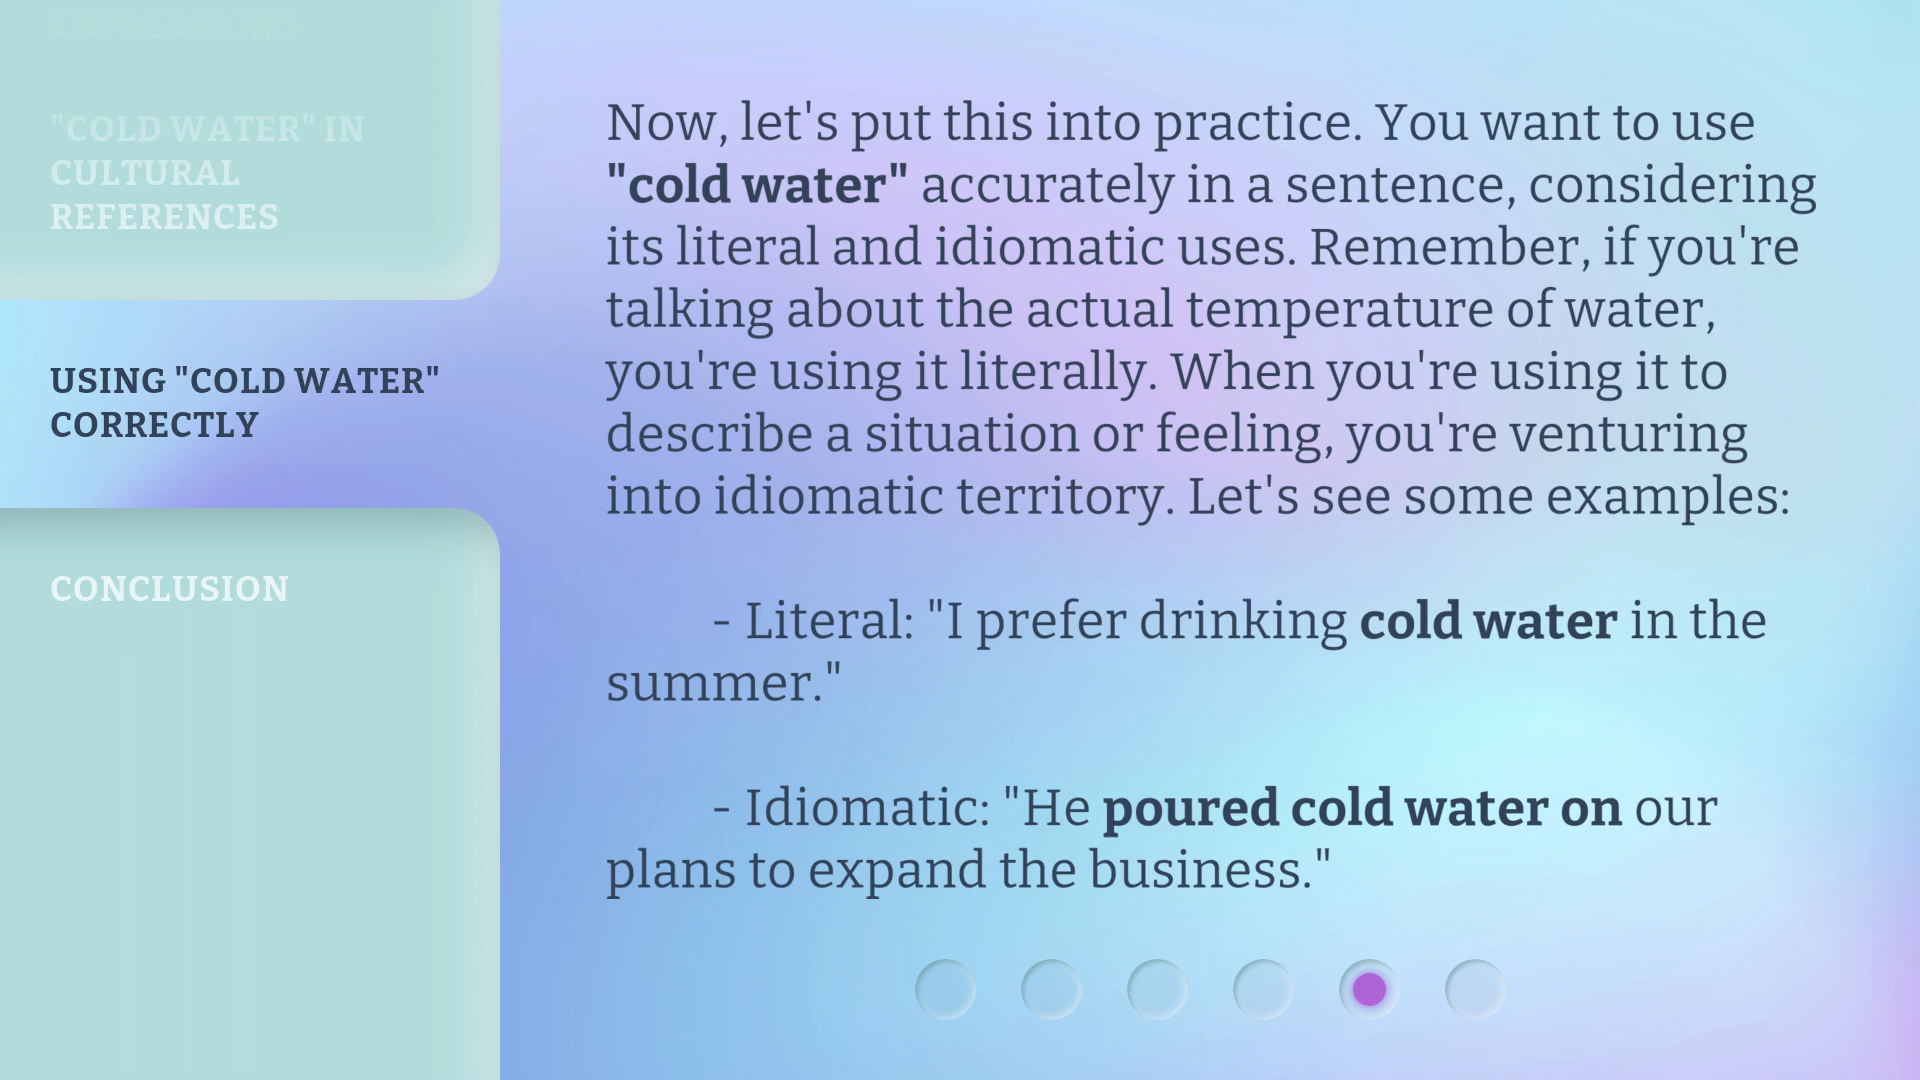 EXPRESSIONS
"COLD WATER" IN
CULTURAL
REFERENCES
USING "COLD WATER"
CORRECTLY
CONCLUSION
Now, let's put this into practice. You want to use
"cold water" accurately in a sentence, considering
its literal and idiomatic uses. Remember, if you're
talking about the actual temperature of water,
you're using it literally. When you're using it to
describe a situation or feeling, you're venturing
into idiomatic territory. Let's see some examples:
- Literal: "I prefer drinking cold water in the
summer."
- Idiomatic: "He poured cold water on our
plans to expand the business."